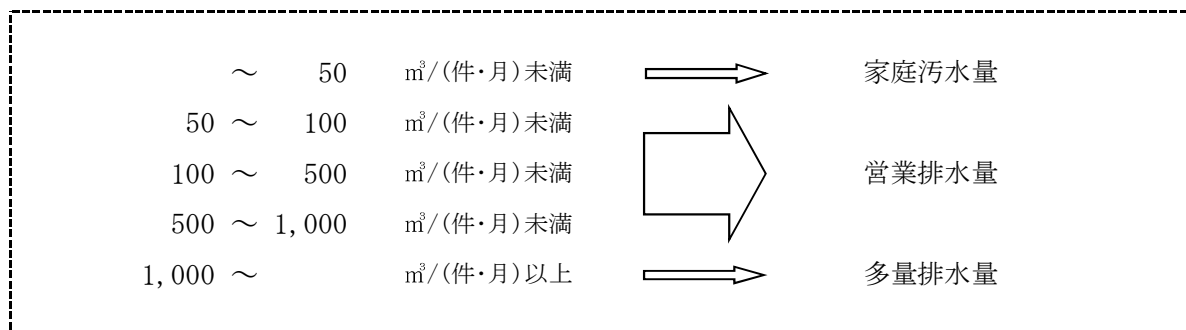 ～ 50 ㎥/(件・月)未満 家庭汚水量
50 ～ 100 ㎥/(件・月)未満
100 ～ 500 ㎥/(件・月)未満 営業排水量
500 ～ 1,000 ㎥/(件・月)未満
1,000 ～ ㎥/(件・月)以上 多量排水量